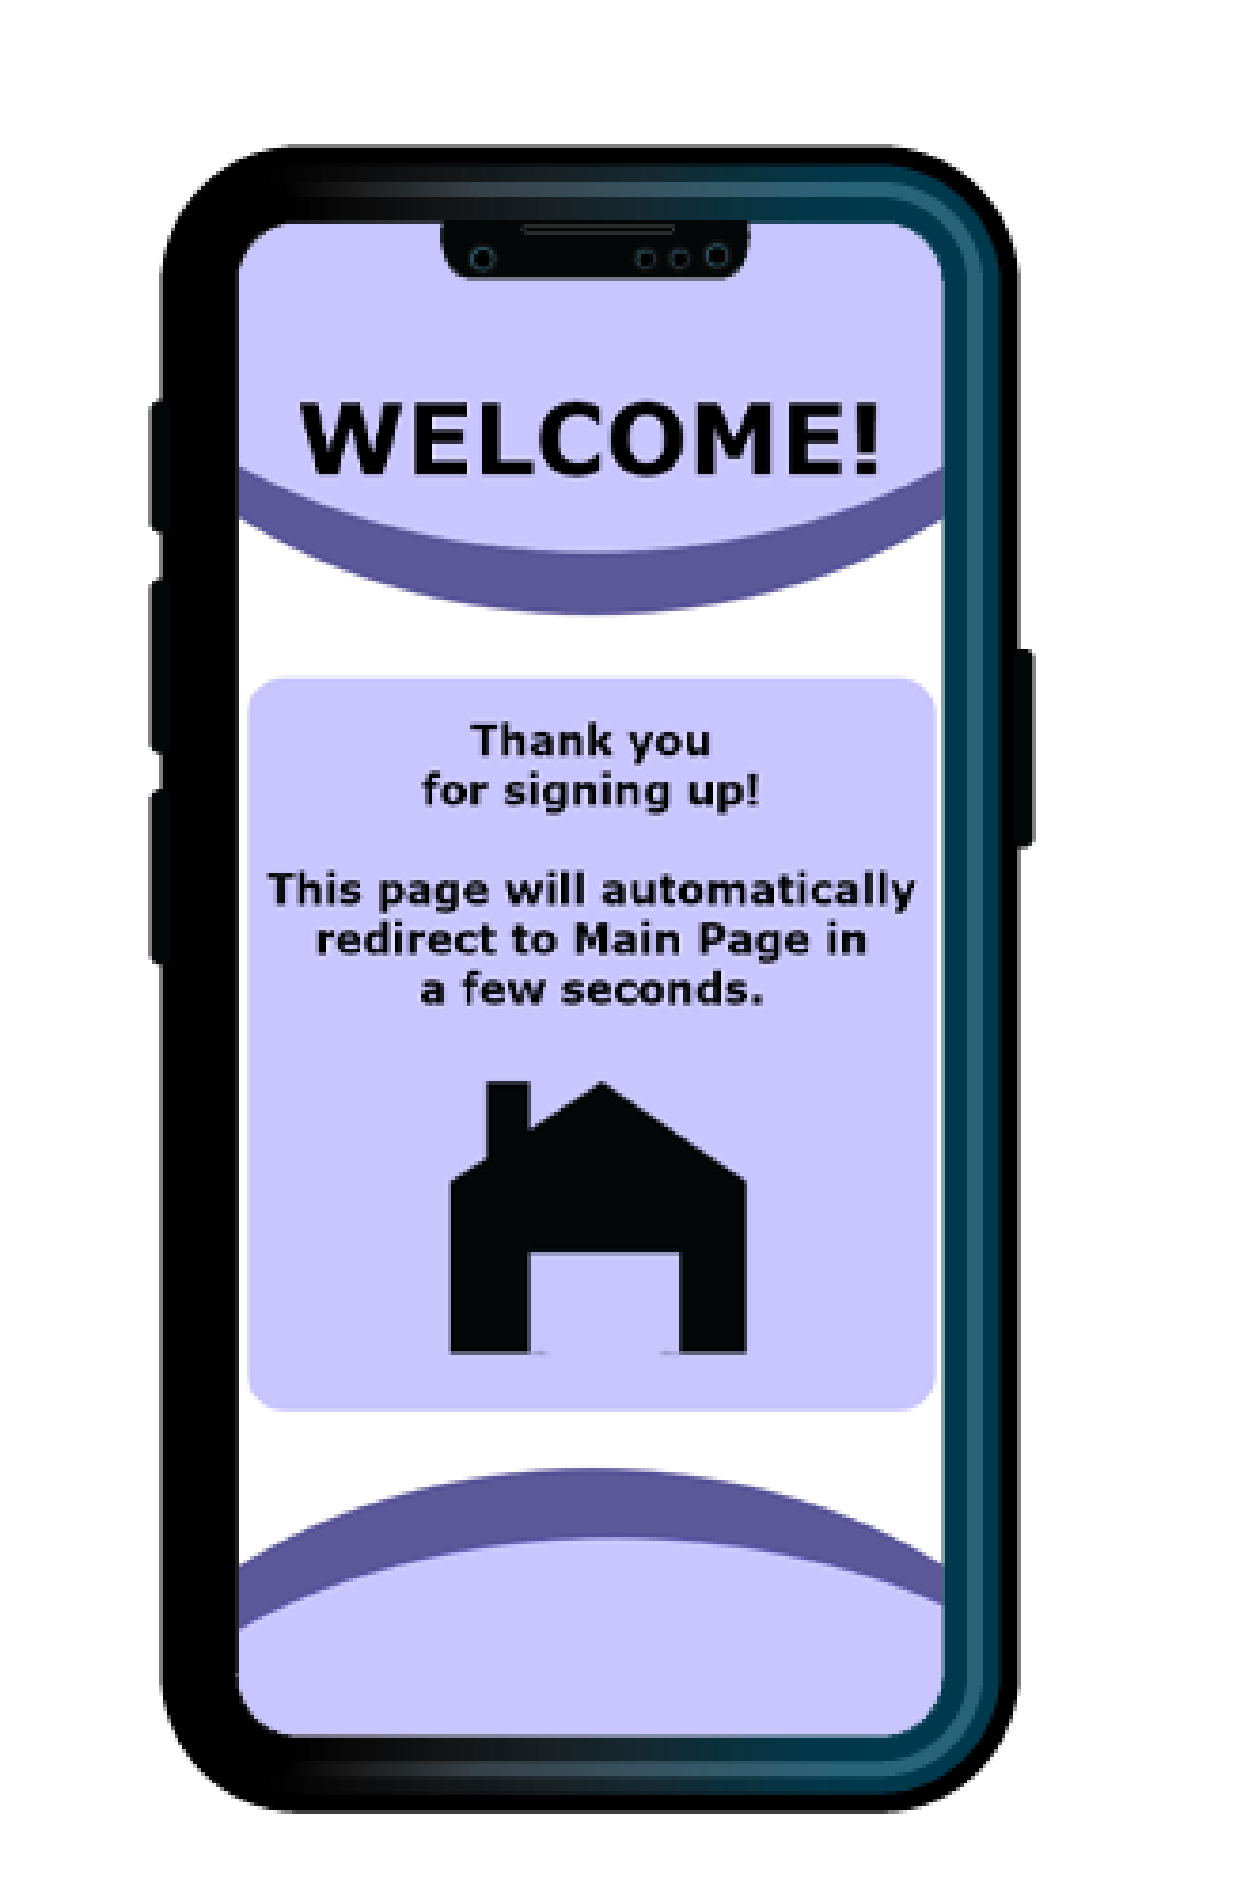 WELCOME!
Thank you
for signing up!
This page will automatically
redirect to Main Page in
a few seconds.